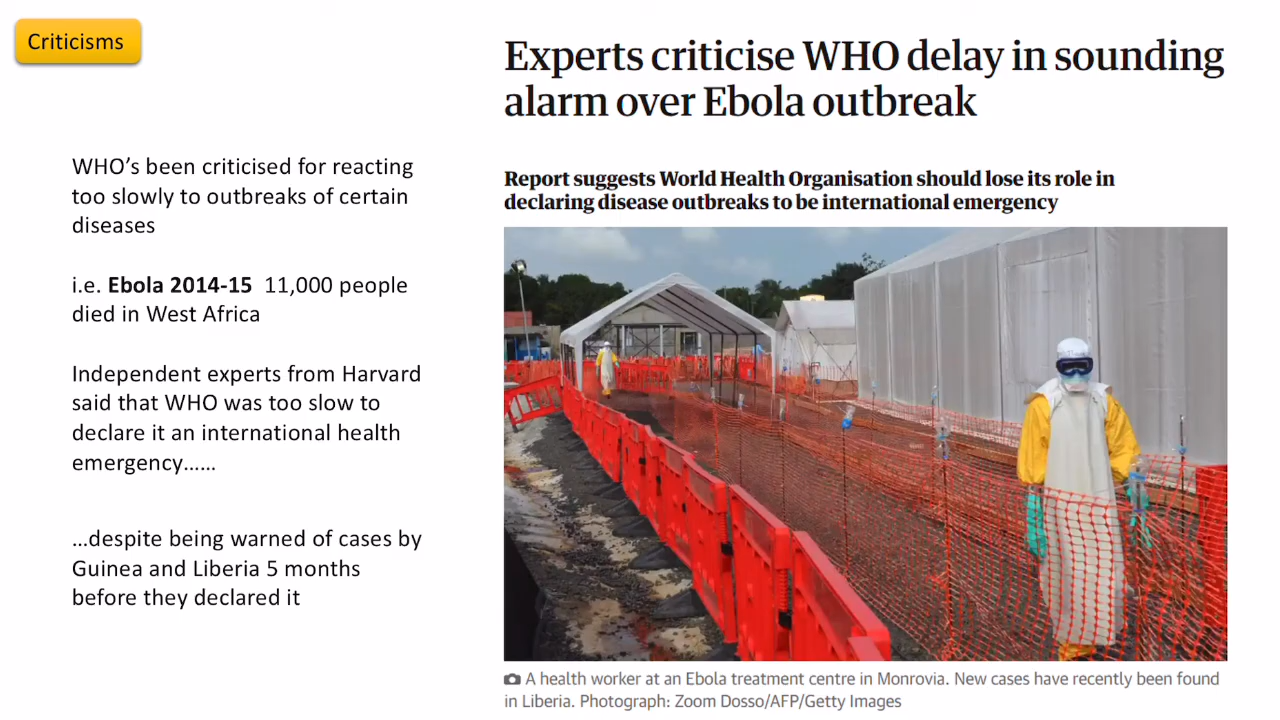 Criticisms
WHO’s been criticised for reacting
too slowly to outbreaks of certain
diseases
i.e. Ebola 2014-15 11,000 people
died in West Africa
Independent experts from Harvard
said that WHO was too slow to
declare it an international health
emergency......
...despite being warned of cases by
Guinea and Liberia 5 months
before they declared it
Experts criticise WHO delay in sounding
alarm over Ebola outbreak
Report suggests World Health Organisation should lose its role in
declaring disease outbreaks to be international emergency
A health worker at an Ebola treatment centre in Monrovia. New cases have recently been found
in Liberia. Photograph: Zoom Dosso/AFP/Getty Images